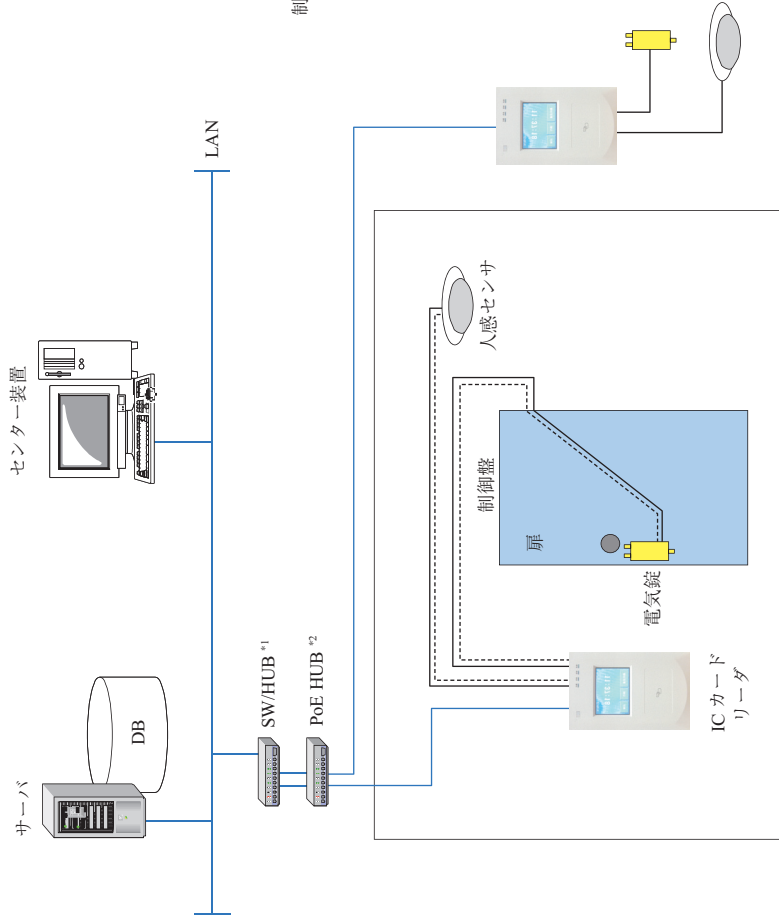 サーバ
DB
センター装置
LAN
SW/HUB *1
PoE HUB *2
制
人感センサ
制御盤
扉
電気錠
ICカード
リーダ